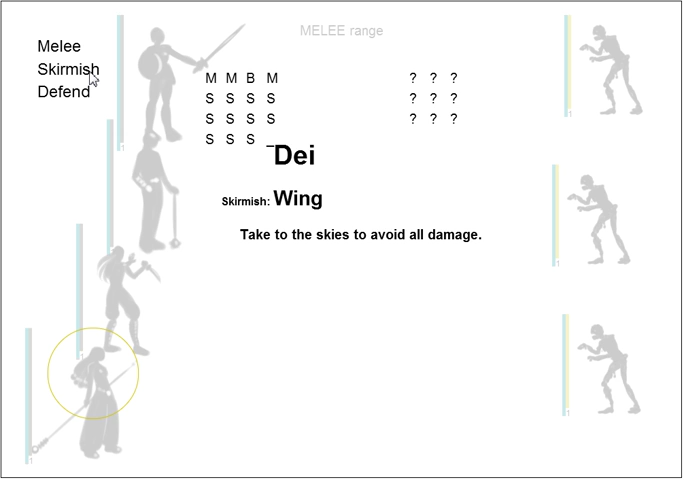 MELEE range
Melee
Skirmish
Defend
M M B M
S S S S
S S S S
S S S _
? ? ?
? ? ?
? ? ?
Dei
Skirmish: Wing
Take to the skies to avoid all damage.